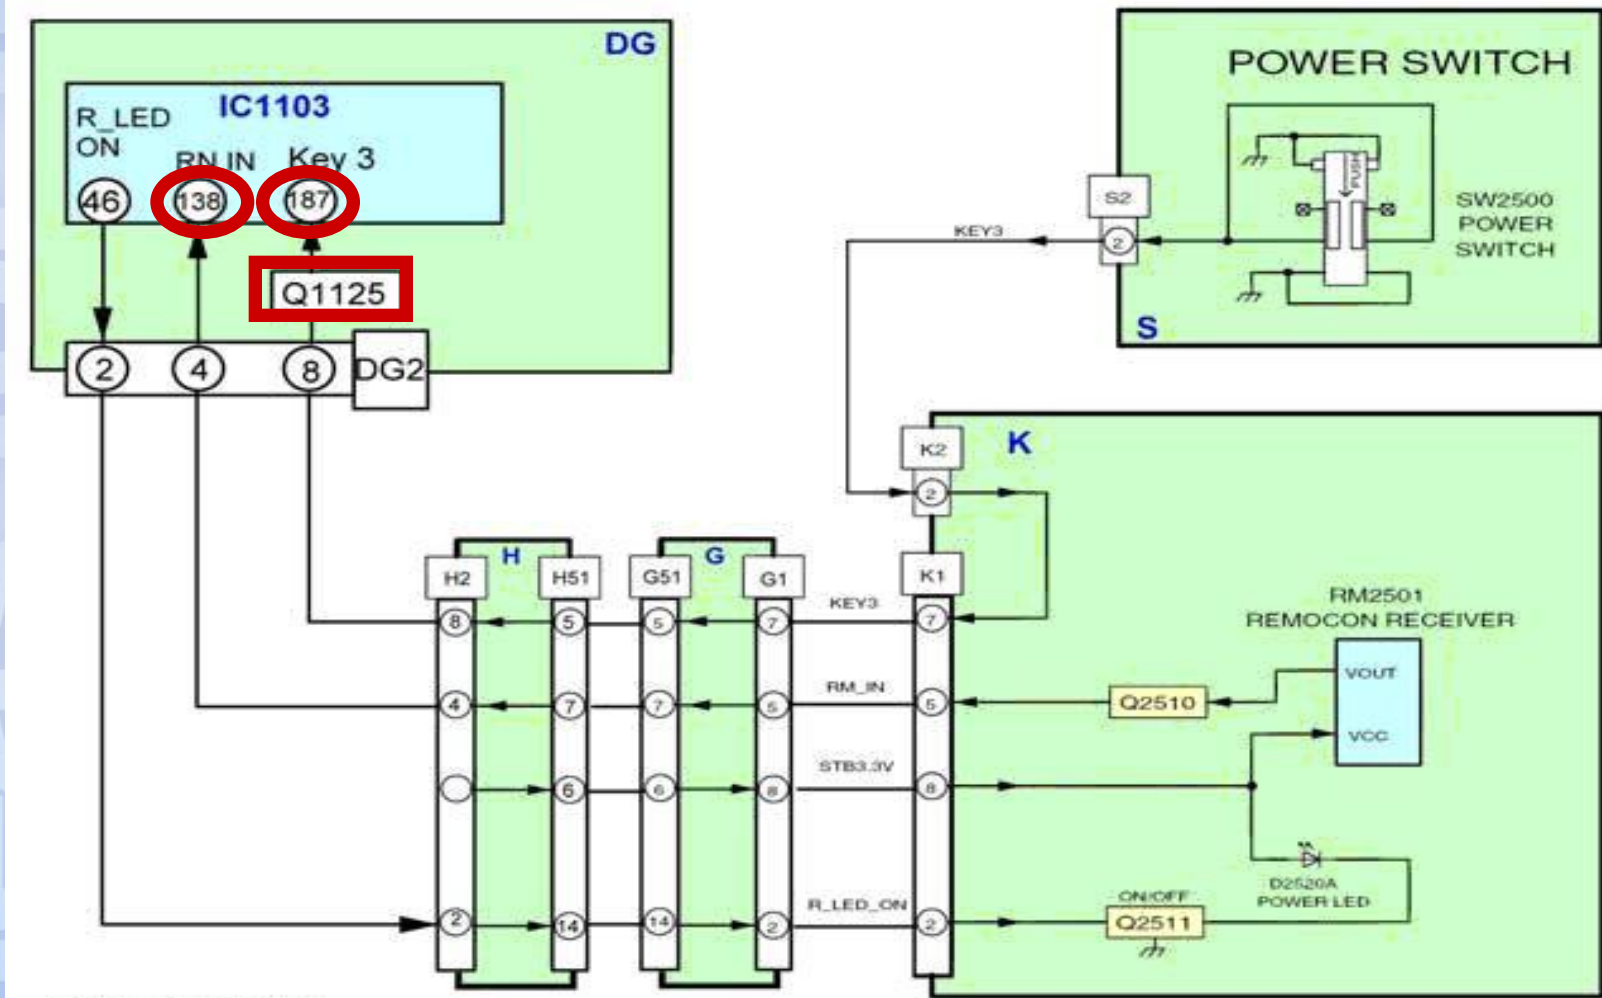 DG
IC1103
R_LED
ON
RN IN
Key 3
46
138
187
Q1125
2
4
8
DG2
POWER SWITCH
PUSH
SW2500
POWER
SWITCH
S2
2
KEY3
S
K2
K
2
H
G
H2
H51
G51
G1
K1
8
5
5
7
KEY3
7
4
7
7
5
RM_IN
5
6
6
8
STB3.3V
8
2
14
14
2
R_LED_ON
2
RM2501
REMOCON RECEIVER
VOUT
VCC
Q2510
D2520A
POWER LED
ON/OFF
Q2511